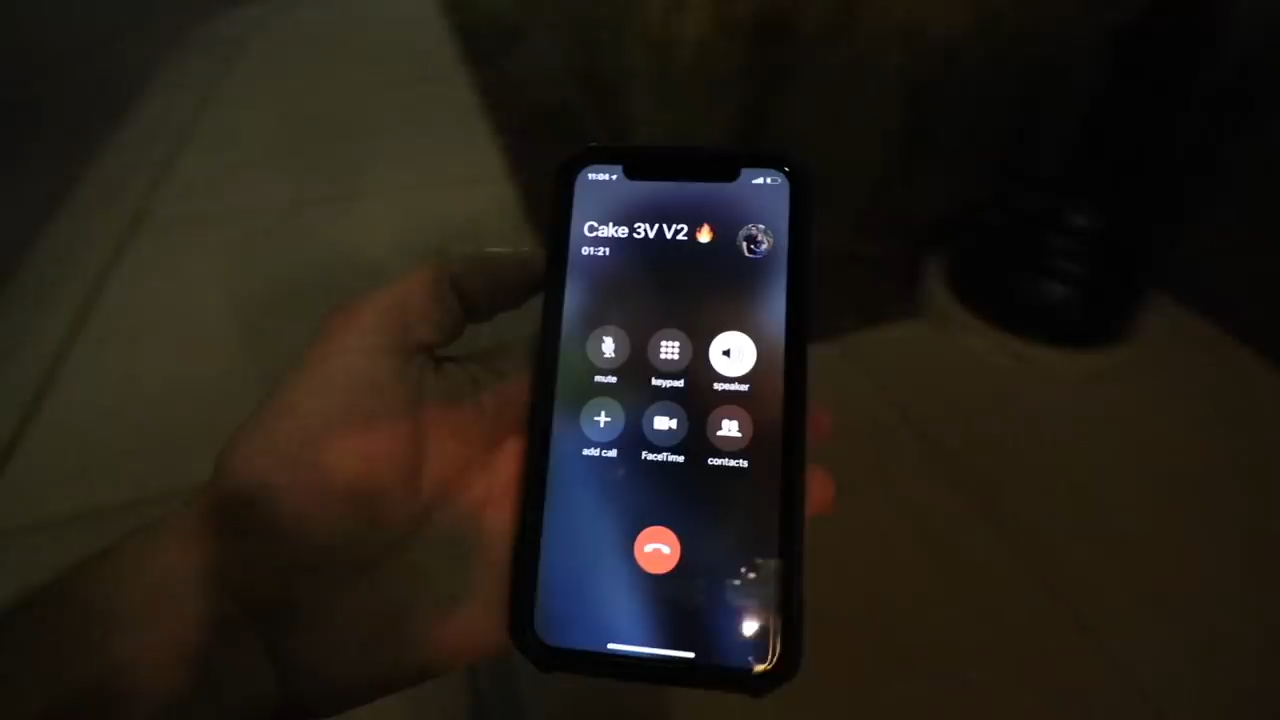 11:04
Cake 3V V2 🔥
01:21
mute keypad speaker
add call FaceTime contacts